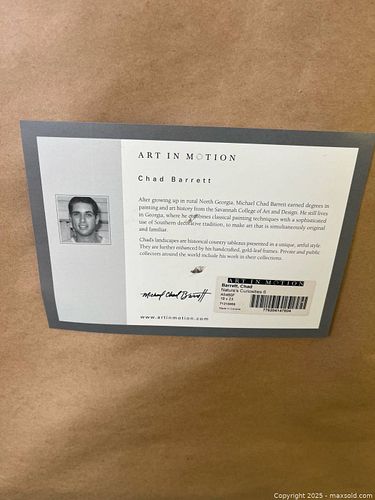 ART IN MOTION
Chad Barrett
After growing up in rural North Georgia, Michael Chad Barrett earned degrees in
painting and art history from the Savannah College of Art and Design. He still lives
in Georgia, where he combines classical painting techniques with a sophisticated
use of Southern decorative tradition, to make art that is simultaneously original
and familiar.
Chad's landscapes are historical country tableaux presented in a unique, artful style.
They are further enhanced by his handcrafted, gold-leaf frames. Private and public
collectors around the world include his work in their collections.
Michael Chad Barrett
www.artinmotion.com
ART IN MOTION
Barrett, Chad
Nature's Curiosities II
Copyright © 2025 - maxsold.com